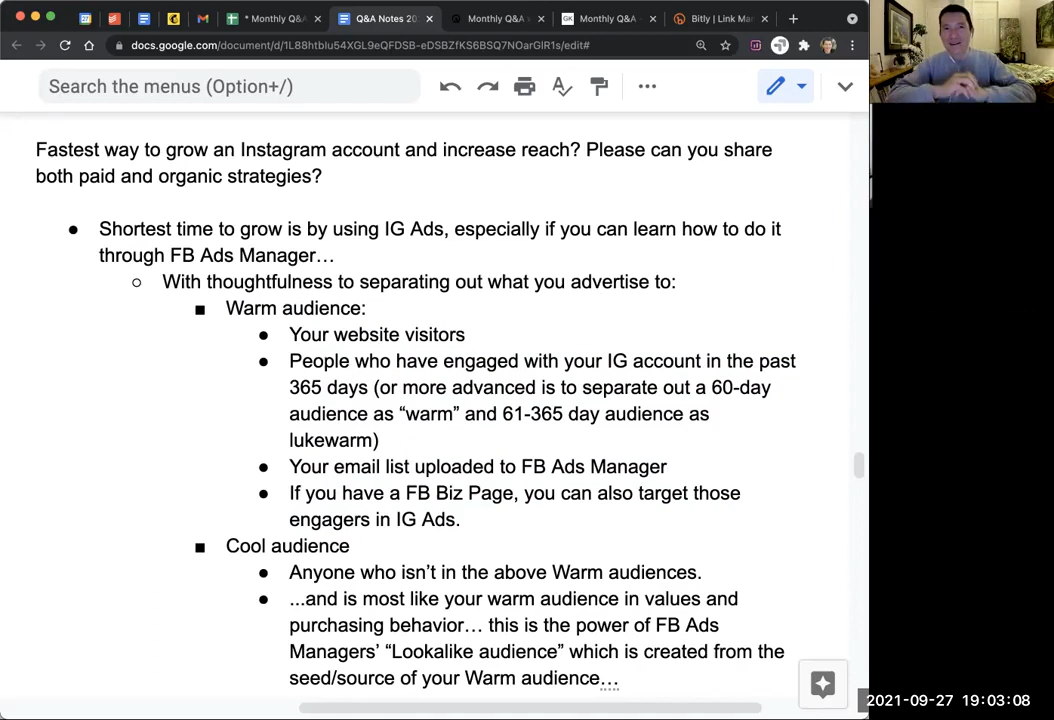 * Monthly Q&A
Q&A Notes 20
Monthly Q&A
GK
Monthly Q&A
Bitly | Link Ma
docs.google.com/document/d/1L88htbIu54XGL9eQFDSB-eDSBZfKS6BSQ7NOarGIR1s/edit#
Search the menus (Option+/)
Fastest way to grow an Instagram account and increase reach? Please can you share
both paid and organic strategies?
● Shortest time to grow is by using IG Ads, especially if you can learn how to do it
through FB Ads Manager…
○ With thoughtfulness to separating out what you advertise to:
■ Warm audience:
● Your website visitors
● People who have engaged with your IG account in the past
365 days (or more advanced is to separate out a 60-day
audience as “warm” and 61-365 day audience as
lukewarm)
● Your email list uploaded to FB Ads Manager
● If you have a FB Biz Page, you can also target those
engagers in IG Ads.
■ Cool audience
● Anyone who isn’t in the above Warm audiences.
● ...and is most like your warm audience in values and
purchasing behavior… this is the power of FB Ads
Managers’ “Lookalike audience” which is created from the
seed/source of your Warm audience…
2021-09-27 19:03:08